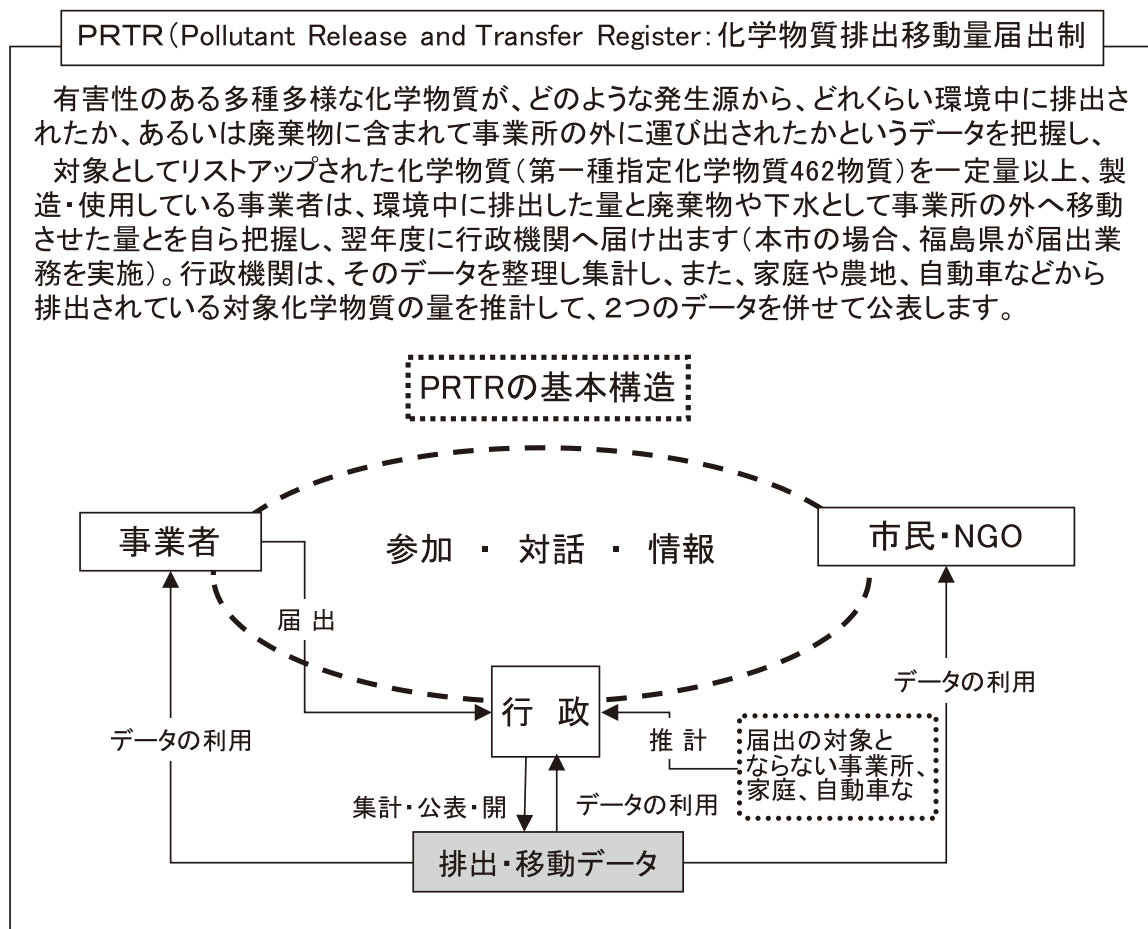 PRTR(Pollutant Release and Transfer Register:化学物質排出移動量届出制
有害性のある多種多様な化学物質が、どのような発生源から、どれくらい環境中に排出さ
れたか、あるいは廃棄物に含まれて事業所の外に運び出されたかというデータを把握し、
対象としてリストアップされた化学物質(第一種指定化学物質462物質)を一定量以上、製
造・使用している事業者は、環境中に排出した量と廃棄物や下水として事業所の外へ移動
させた量とを自ら把握し、翌年度に行政機関へ届け出ます(本市の場合、福島県が届出業
務を実施)。行政機関は、そのデータを整理し集計し、また、家庭や農地、自動車などから
排出されている対象化学物質の量を推計して、2つのデータを併せて公表します。
PRTRの基本構造
事業者
参加 ・ 対話 ・ 情報
市民・NGO
届 出
行 政
データの利用
データの利用
推 計
届出の対象と
ならない事業所、
家庭、自動車な
集計・公表・開
データの利用
排出・移動データ